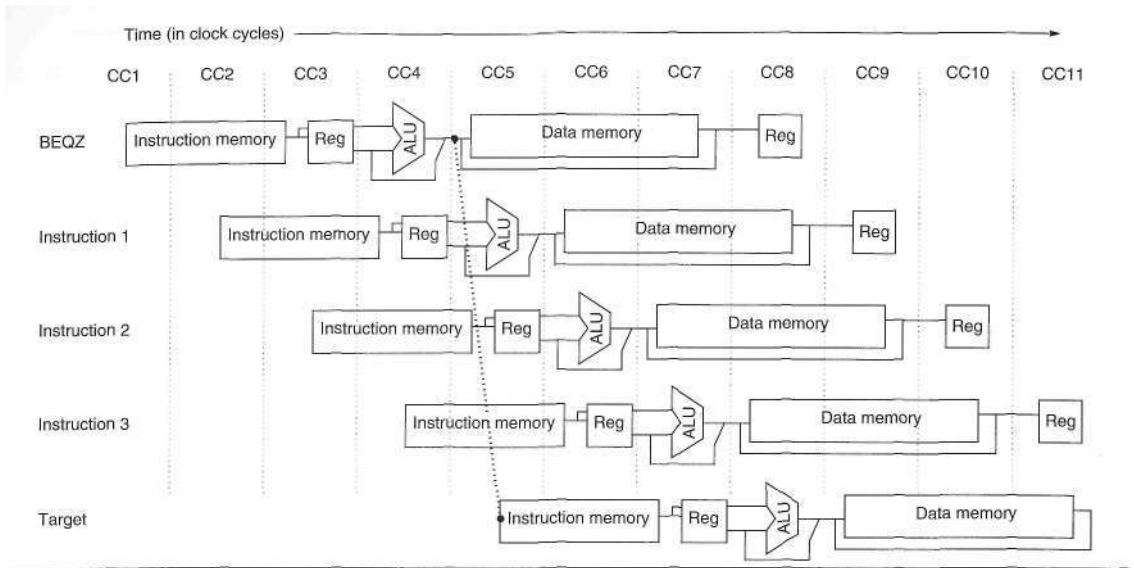 Time (in clock cycles)
CC1 CC2 CC3 CC4 CC5 CC6 CC7 CC8 CC9 CC10 CC11
BEQZ Instruction memory Reg ALU Data memory Reg
Instruction 1 Instruction memory Reg ALU Data memory Reg
Instruction 2 Instruction memory Reg ALU Data memory Reg
Instruction 3 Instruction memory Reg ALU Data memory Reg
Target Instruction memory Reg ALU Data memory